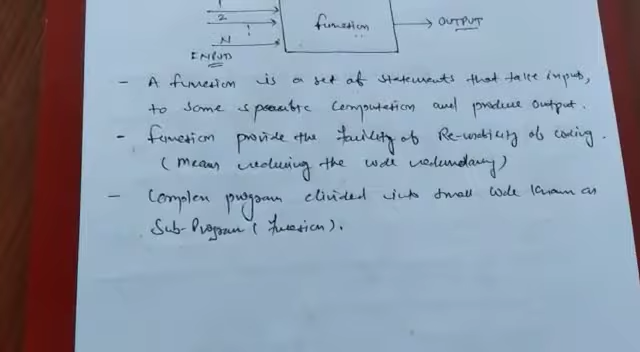 1
2
N
function
OUTPUT
INPUT
- A function is a set of statements that take inputs,
to some specific computation and produce output.
- function provide the facility of Re-usability of coding.
(means reducing the code redundancy)
- Complex program divided into small code known as
Sub-Program (function).